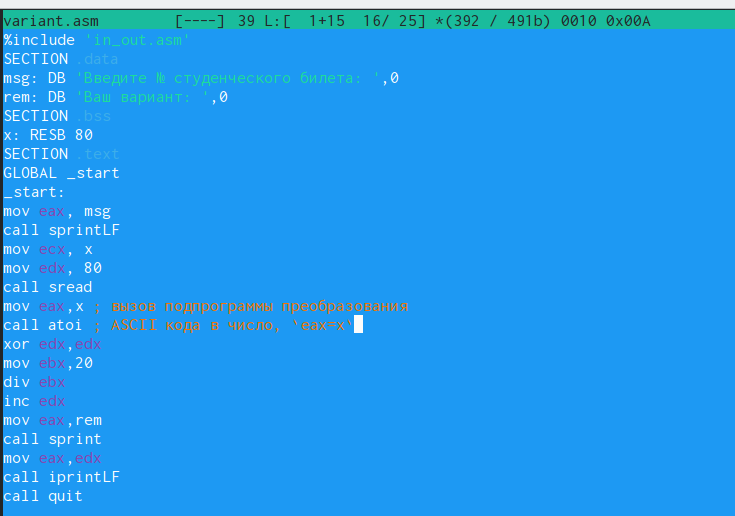 variant.asm [----] 39 L:[ 1+15 16/ 25] *(392 / 491b) 0010 0x00A
%include 'in_out.asm'
SECTION .data
msg: DB 'Введите № студенческого билета: ',0
rem: DB 'Ваш вариант: ',0
SECTION .bss
x: RESB 80
SECTION .text
GLOBAL _start
_start:
mov eax, msg
call sprintLF
mov ecx, x
mov edx, 80
call sread
mov eax,x ; вызов подпрограммы преобразования
call atoi ; ASCII кода в число, `eax=x`
xor edx,edx
mov ebx,20
div ebx
inc edx
mov eax,rem
call sprint
mov eax,edx
call iprintLF
call quit